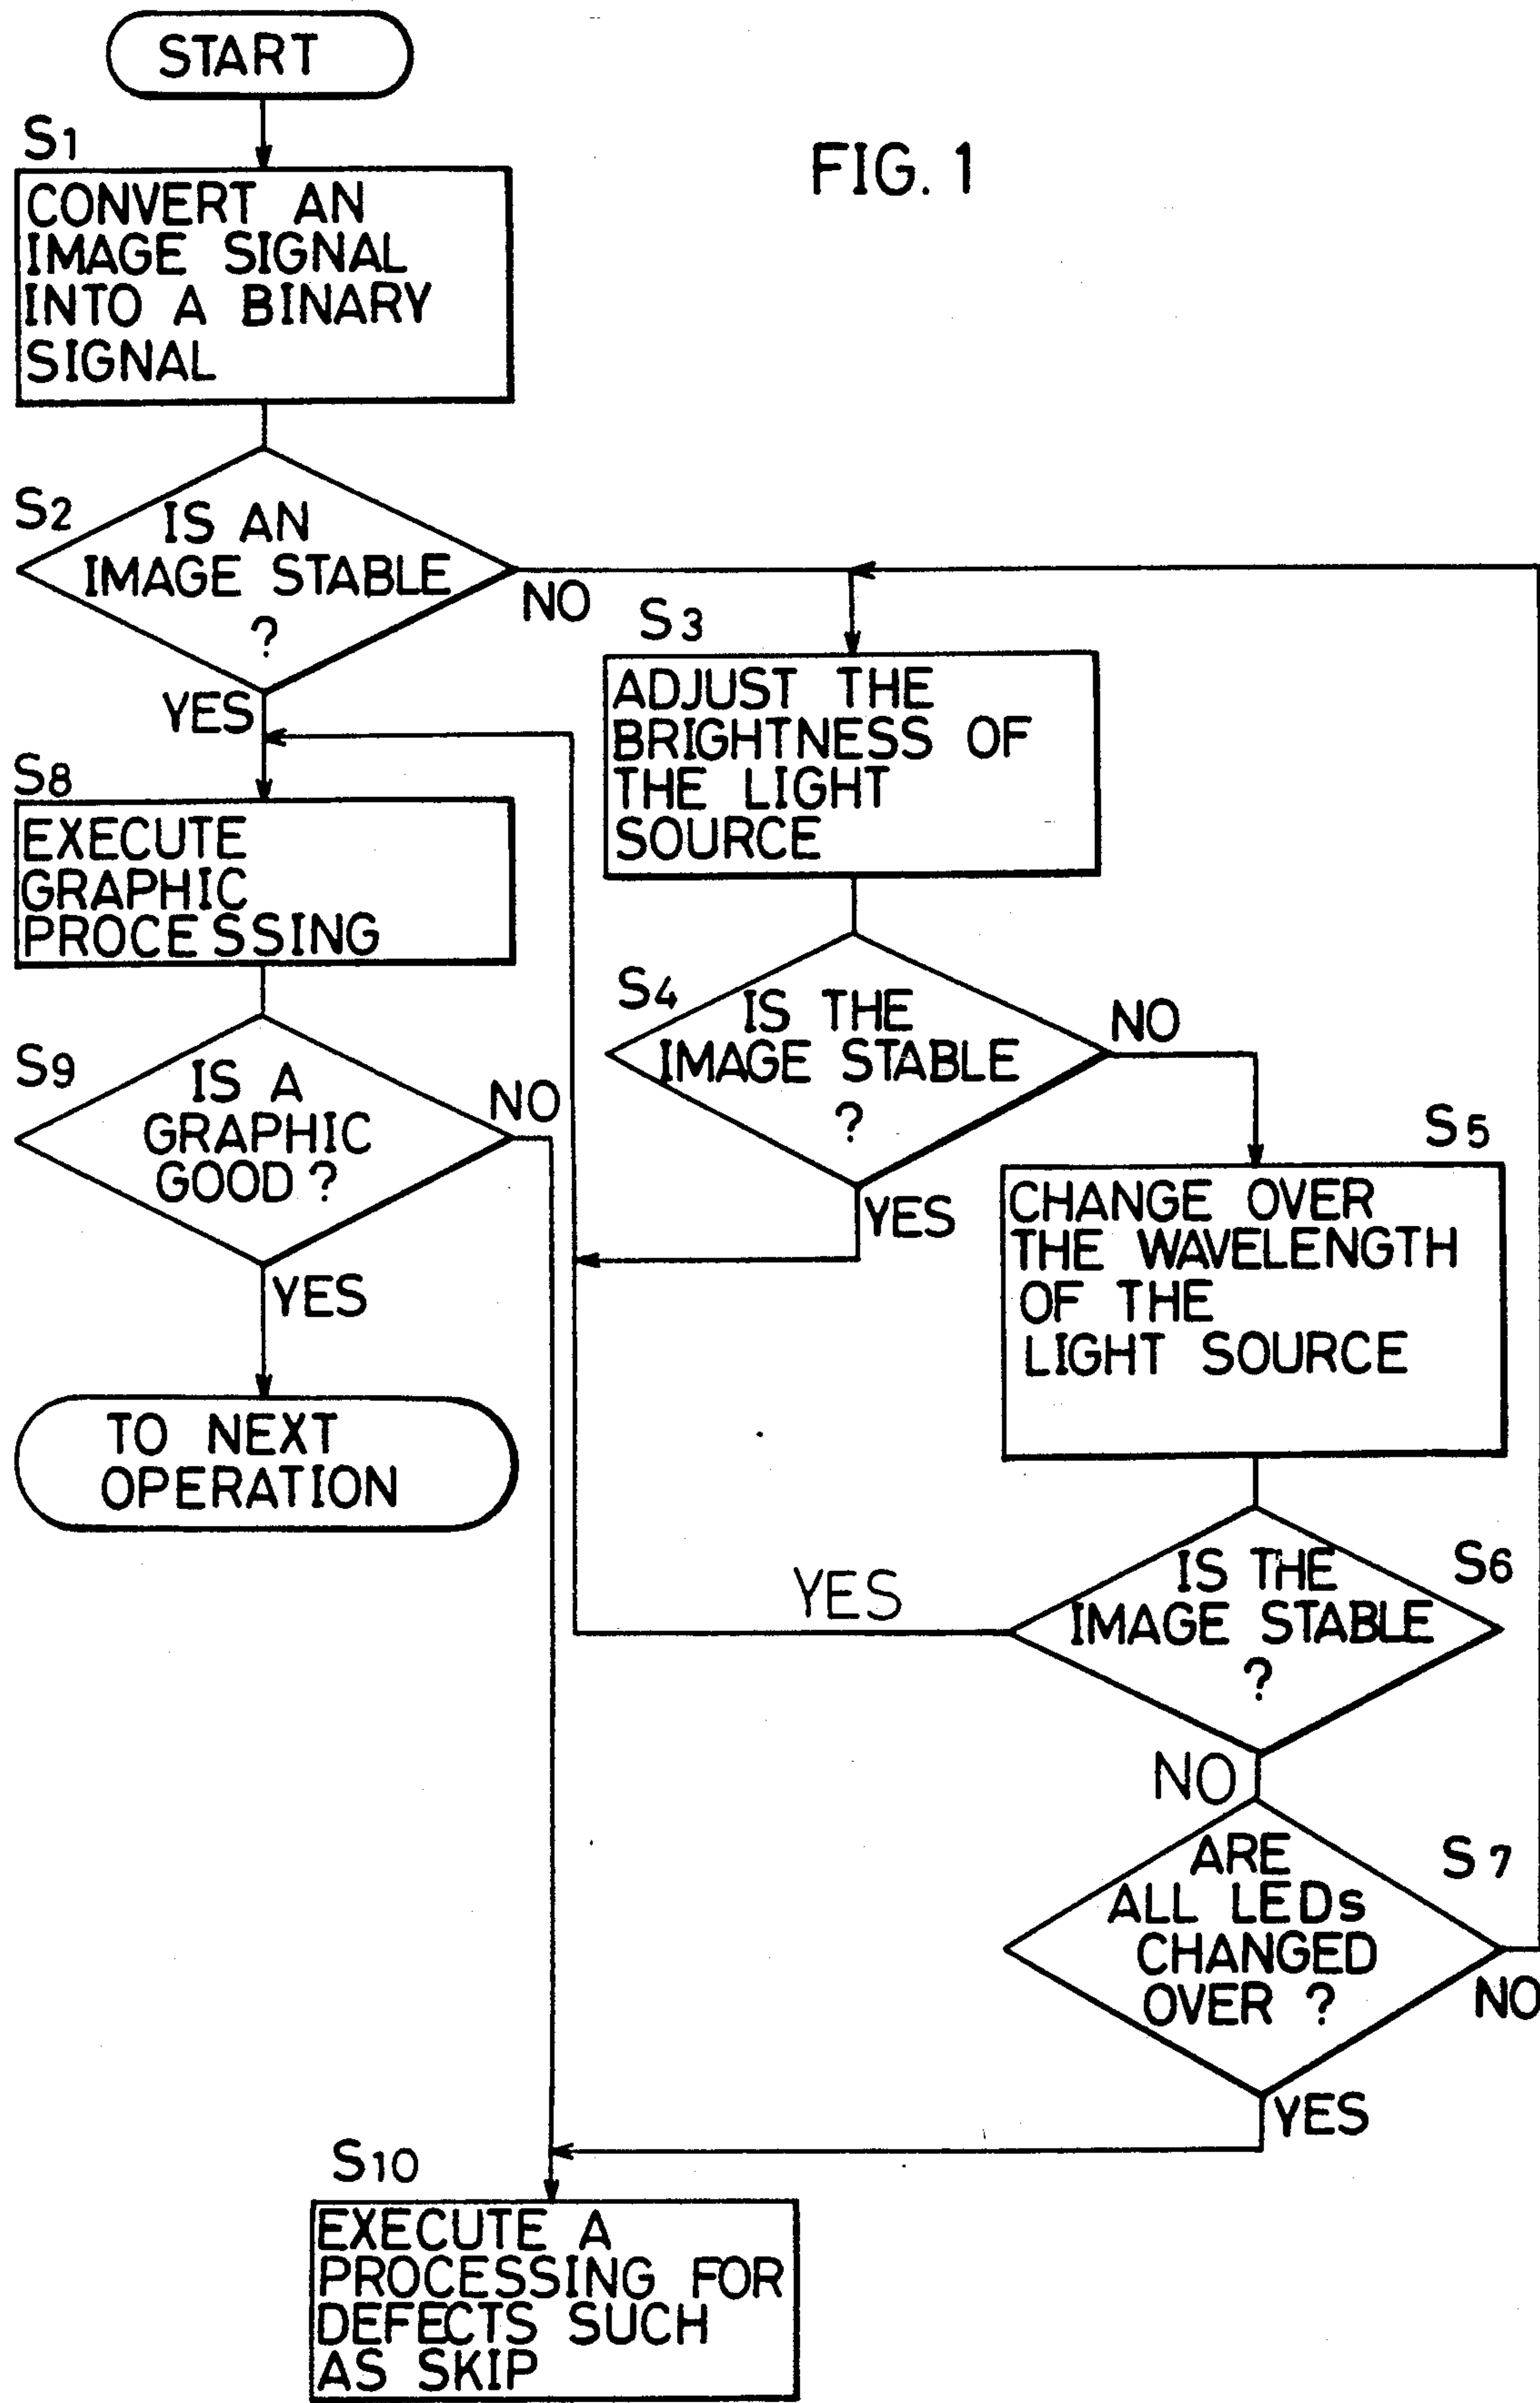 START
FIG. 1
S1
CONVERT AN
IMAGE SIGNAL
INTO A BINARY
SIGNAL
S2
IS AN
IMAGE STABLE
?
NO
YES
S3
ADJUST THE
BRIGHTNESS OF
THE LIGHT
SOURCE
S8
EXECUTE
GRAPHIC
PROCESSING
S4
IS THE
IMAGE STABLE
?
NO
YES
S9
IS A
GRAPHIC
GOOD ?
NO
YES
S5
CHANGE OVER
THE WAVELENGTH
OF THE
LIGHT SOURCE
TO NEXT
OPERATION
S6
IS THE
IMAGE STABLE
?
YES
NO
S7
ARE
ALL LEDs
CHANGED
OVER ?
NO
YES
S10
EXECUTE A
PROCESSING FOR
DEFECTS SUCH
AS SKIP